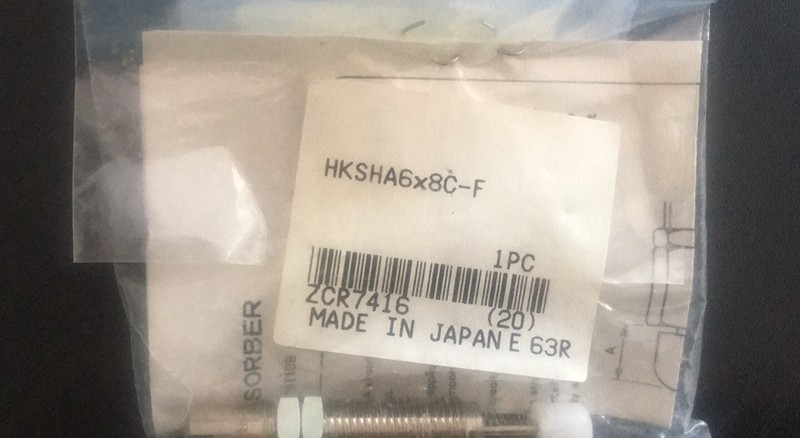 HKSHA6x8C-F
1PC
ZCR7416 (20)
MADE IN JAPAN E 63R
SORBER
A